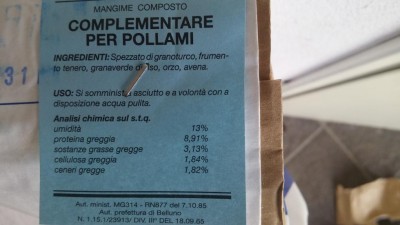 MANGIME COMPOSTO
COMPLEMENTARE
PER POLLAMI
INGREDIENTI: Spezzato di granoturco, frumen-
to tenero, granaverde di riso, orzo, avena.
USO: Si somministra asciutto e a volontà con a
disposizione acqua pulita.
Analisi chimica sul s.t.q.
umidità 13%
proteina greggia 8,91%
sostanze grasse gregge 3,13%
cellulosa greggia 1,84%
ceneri gregge 1,82%
Aut. minist. MG314 - RN877 del 7.10.85
Aut. prefettura di Belluno
N. 1.15.1/23913/ DIV. IIIª DEL 18.09.65
311